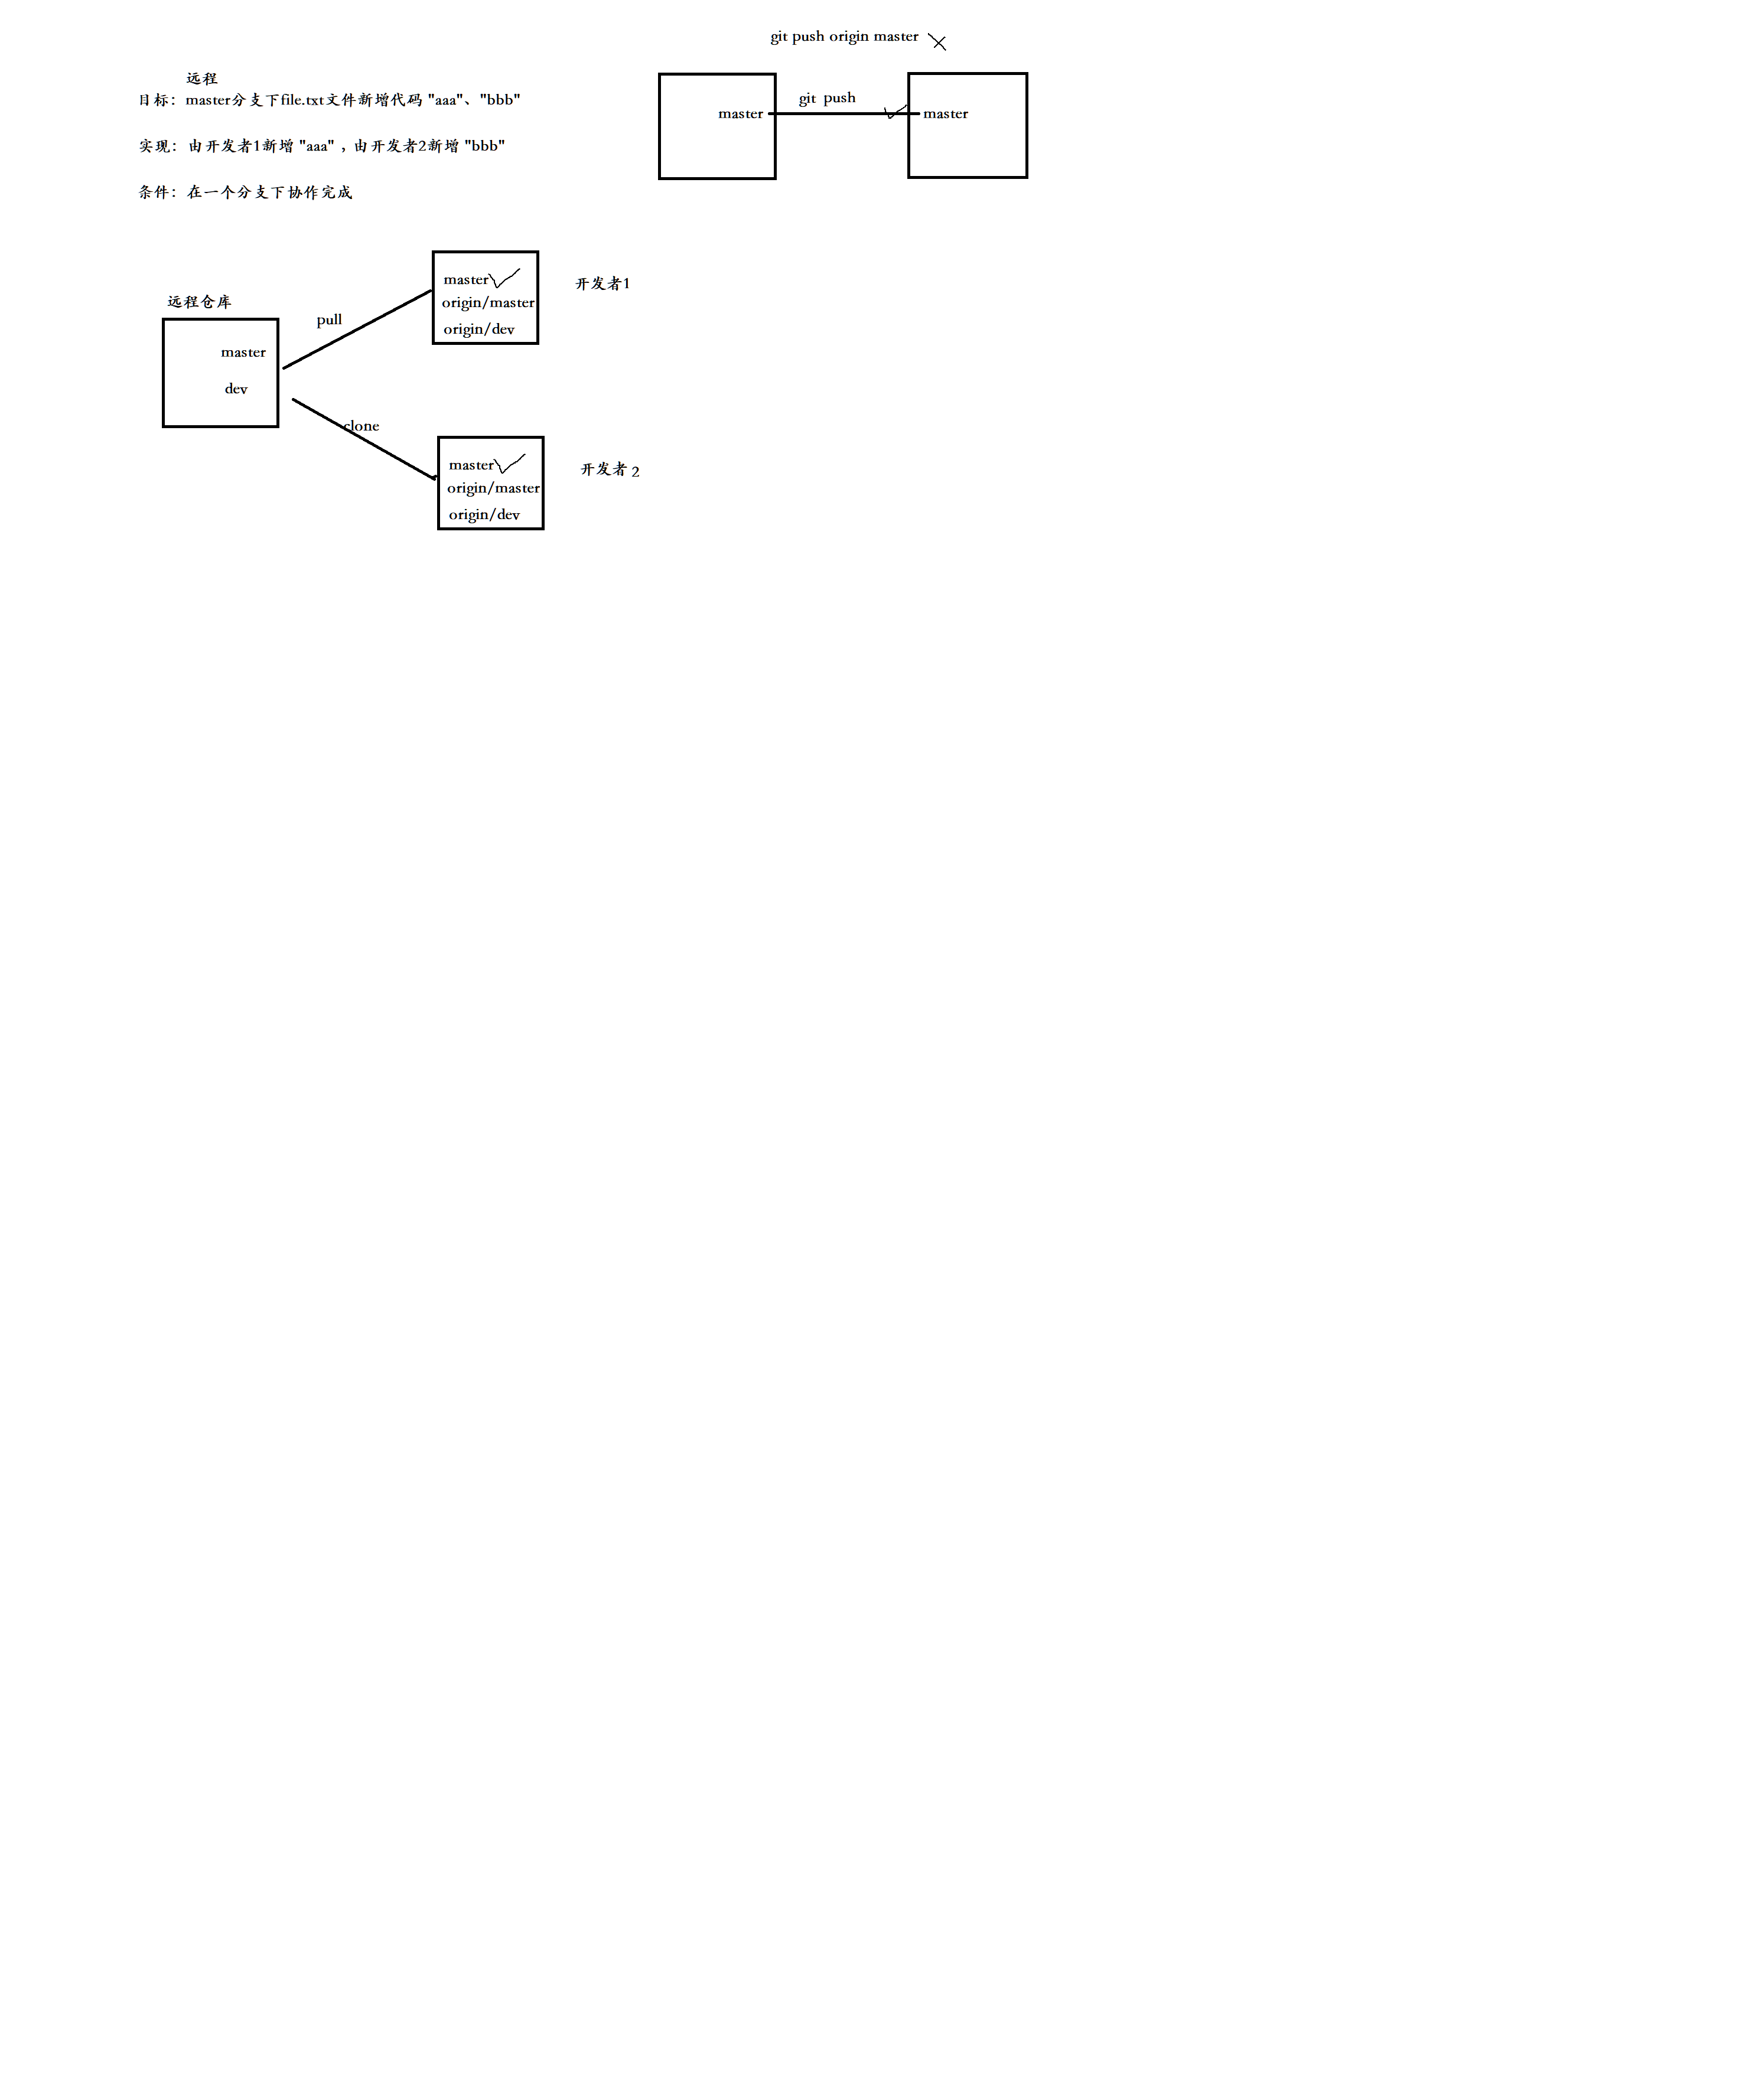 git push origin master
远程
目标：master分支下file.txt文件新增代码 "aaa"、"bbb"
git push
master
master
实现：由开发者1新增 "aaa"，由开发者2新增 "bbb"
条件：在一个分支下协作完成
master
开发者1
origin/master
远程仓库
pull
origin/dev
master
dev
clone
master
开发者 2
origin/master
origin/dev